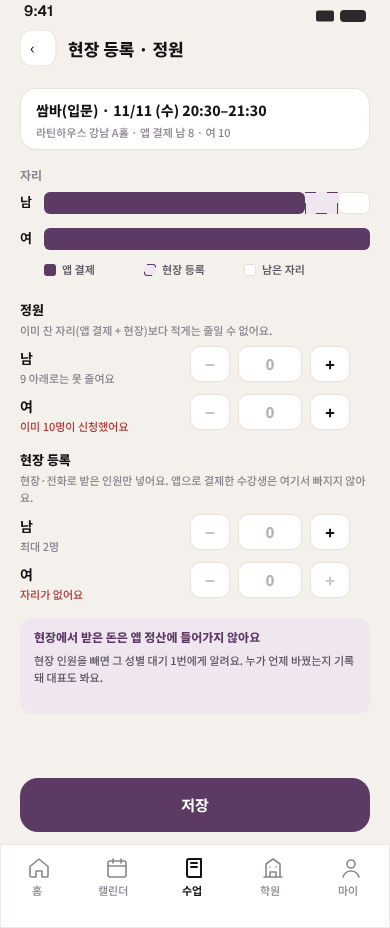 9:41
‹
현장 등록 · 정원
쌈바(입문) · 11/11 (수) 20:30–21:30
라틴하우스 강남 A홀 · 앱 결제 남 8 · 여 10
자리
남
여
앱 결제 현장 등록 남은 자리
정원
이미 찬 자리(앱 결제 + 현장)보다 적게는 줄일 수 없어요.
남
9 아래로는 못 줄여요
− 0 +
여
이미 10명이 신청했어요
− 0 +
현장 등록
현장·전화로 받은 인원만 넣어요. 앱으로 결제한 수강생은 여기서 빠지지 않아
요.
남
최대 2명
− 0 +
여
자리가 없어요
− 0 +
현장에서 받은 돈은 앱 정산에 들어가지 않아요
현장 인원을 빼면 그 성별 대기 1번에게 알려요. 누가 언제 바꿨는지 기록
돼 대표도 봐요.
저장
홈 캘린더 수업 학원 마이